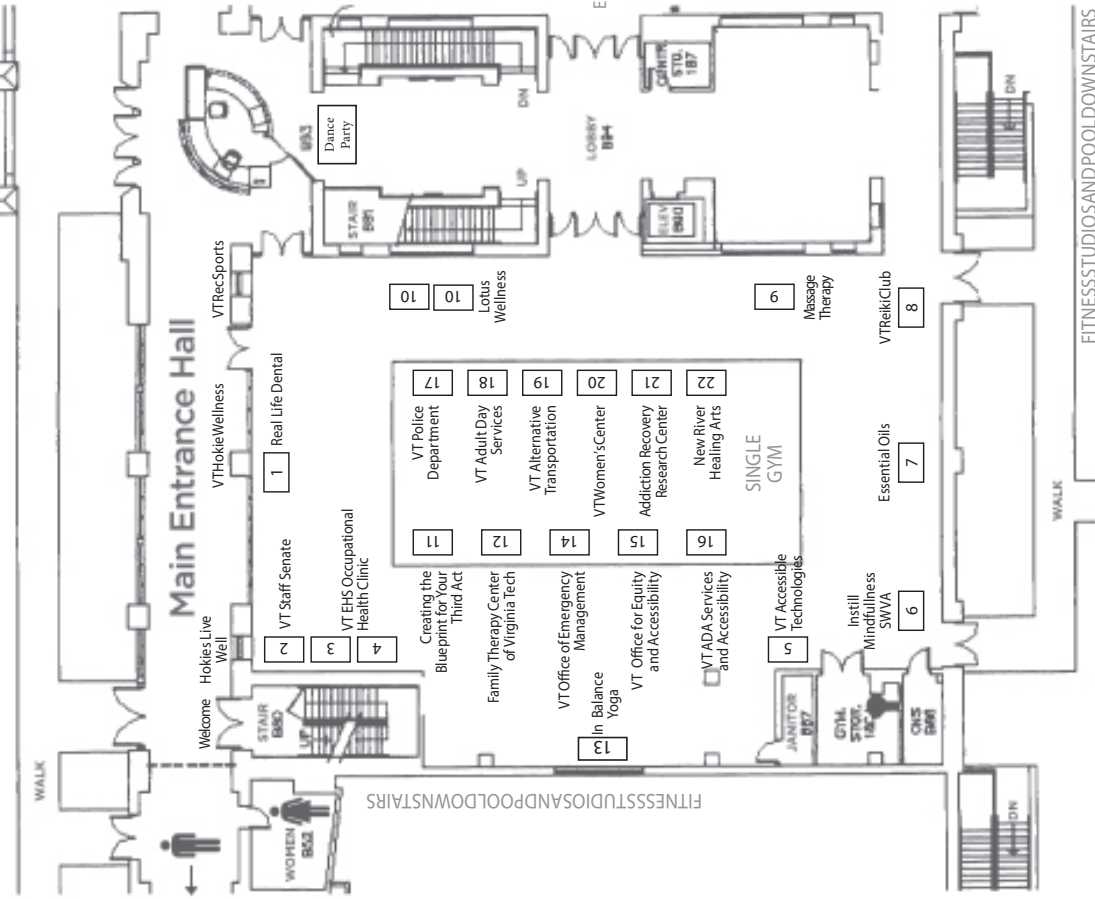 WALK
Main Entrance Hall
Welcome
Hokies Live
Well
VTHokieWellness
VTRecSports
WOMEN
STAIR
UP
2
VT Staff Senate
3
4
VT EHS Occupational
Health Clinic
1
Real Life Dental
STAIR
UP
DN
Dance
Party
LOBBY
ELEV
DN
10
10
Lotus
Wellness
9
Massage
Therapy
VTReikiClub
8
11
Creating the
Blueprint for Your
Third Act
12
Family Therapy Center
of Virginia Tech
14
VTOffice of Emergency
Management
15
VT Office for Equity
and Accessibility
16
VT ADA Services
and Accessibility
17
VT Police
Department
18
VT Adult Day
Services
19
VT Alternative
Transportation
20
VTWomen'sCenter
21
Addiction Recovery
Research Center
22
New River
Healing Arts
SINGLE
GYM
13
In Balance
Yoga
5
VT Accessible
Technologies
Instill
Mindfullness
SWVA
6
Essential Oils
7
JANITOR
GYM.
STOR.
WALK
DN
FITNESSSTUDIOSANDPOOLDOWNSTAIRS
FITNESSSTUDIOSANDPOOLDOWNSTAIRS